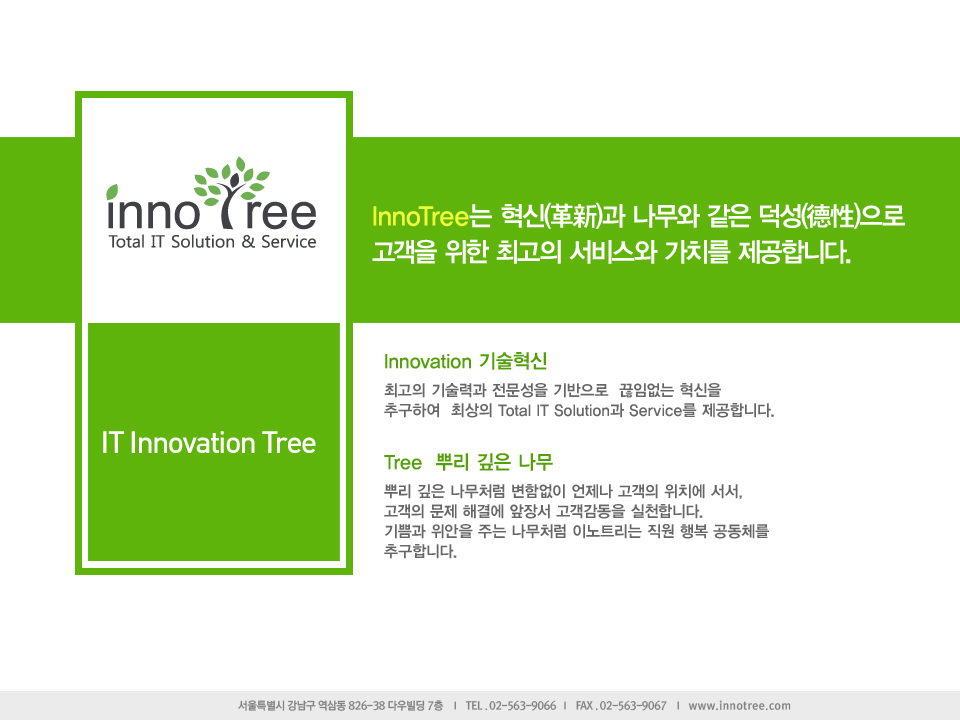 inno Tree
Total IT Solution & Service
InnoTree는 혁신(革新)과 나무와 같은 덕성(德性)으로
고객을 위한 최고의 서비스와 가치를 제공합니다.
IT Innovation Tree
Innovation 기술혁신
최고의 기술력과 전문성을 기반으로 끊임없는 혁신을
추구하여 최상의 Total IT Solution과 Service를 제공합니다.
Tree 뿌리 깊은 나무
뿌리 깊은 나무처럼 변함없이 언제나 고객의 위치에 서서,
고객의 문제 해결에 앞장서 고객감동을 실천합니다.
기쁨과 위안을 주는 나무처럼 이노트리는 직원 행복 공동체를
추구합니다.
서울특별시 강남구 역삼동 826-38 다우빌딩 7층 | TEL . 02-563-9066 | FAX . 02-563-9067 | www.innotree.com